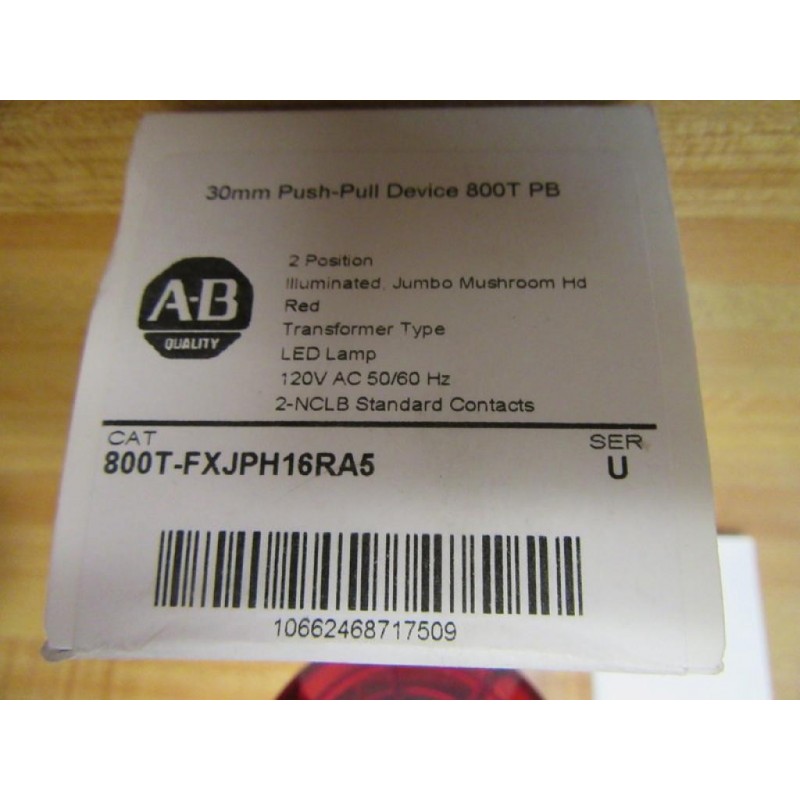 30mm Push-Pull Device 800T PB
A-B
QUALITY
2 Position
Illuminated, Jumbo Mushroom Hd
Red
Transformer Type
LED Lamp
120V AC 50/60 Hz
2-NCLB Standard Contacts
CAT
SER
800T-FXJPH16RA5
U
10662468717509